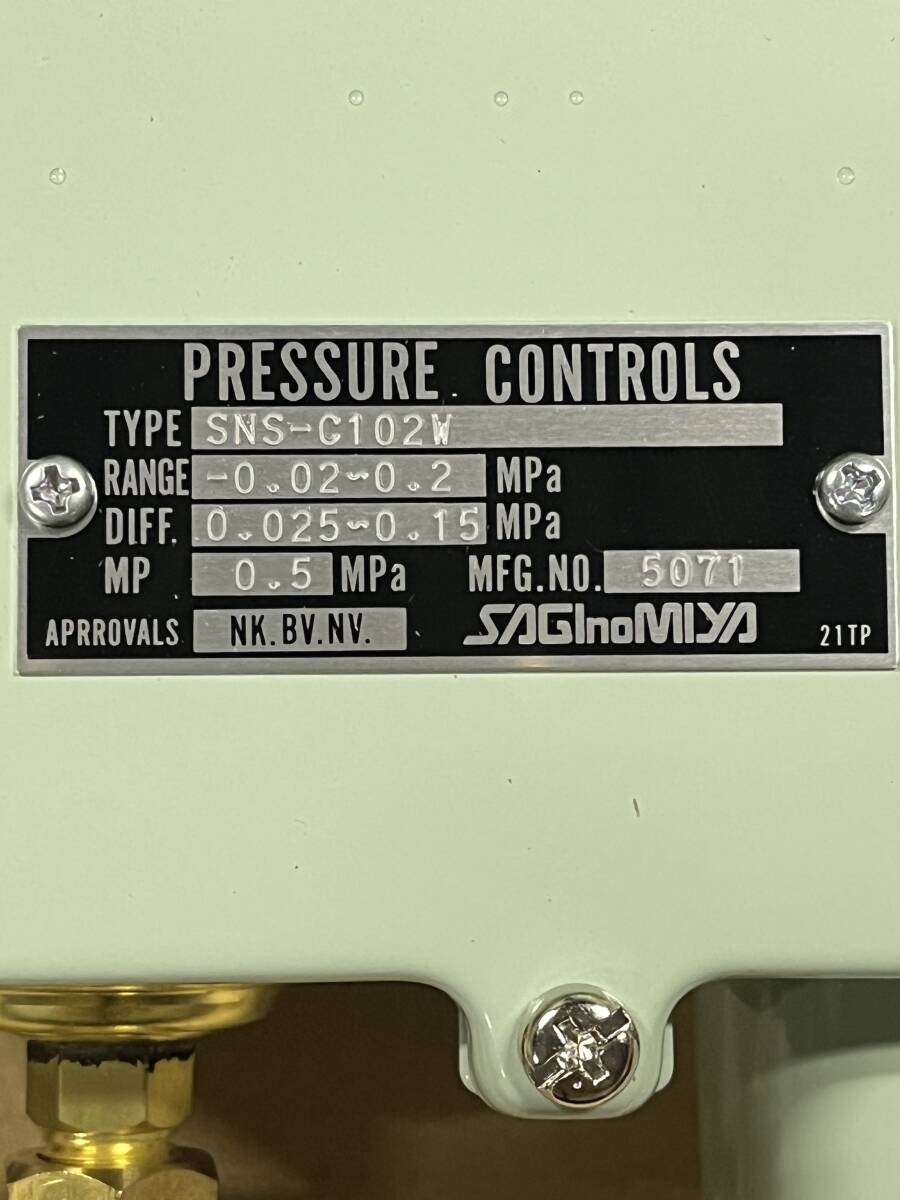 PRESSURE CONTROLS
TYPE SNS-C102W
RANGE -0.02~0.2 MPa
DIFF. 0.025~0.15 MPa
MP 0.5 MPa MFG.NO. 5071
APRROVALS NK.BV.NV. SAGInoMIYA 21TP